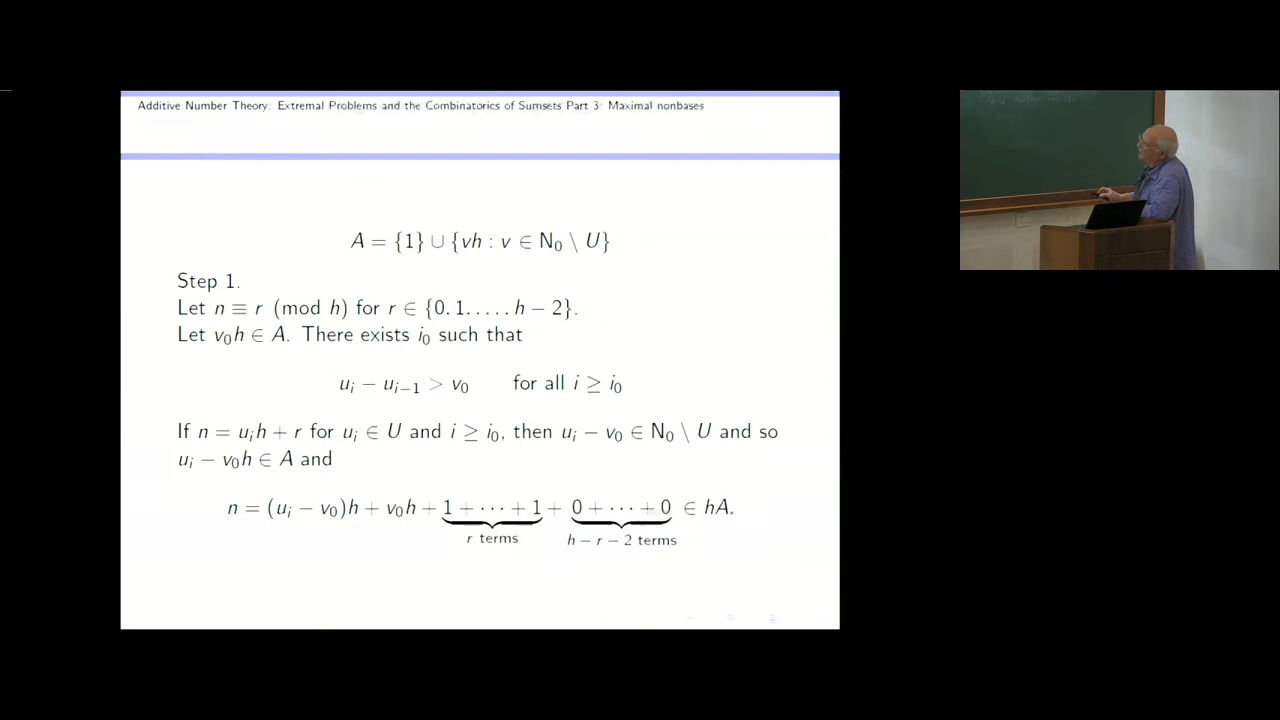 Additive Number Theory: Extremal Problems and the Combinatorics of Sumsets Part 3: Maximal nonbases
A = {1} ∪ {vh : v ∈ N₀ \ U}
Step 1.
Let n ≡ r (mod h) for r ∈ {0, 1, . . . , h − 2}.
Let v₀h ∈ A. There exists i₀ such that
uᵢ − uᵢ₋₁ > v₀ for all i ≥ i₀
If n = uᵢh + r for uᵢ ∈ U and i ≥ i₀, then uᵢ − v₀ ∈ N₀ \ U and so
uᵢ − v₀h ∈ A and
n = (uᵢ − v₀)h + v₀h + 1 + ⋯ + 1 + 0 + ⋯ + 0 ∈ hA.
r terms h − r − 2 terms